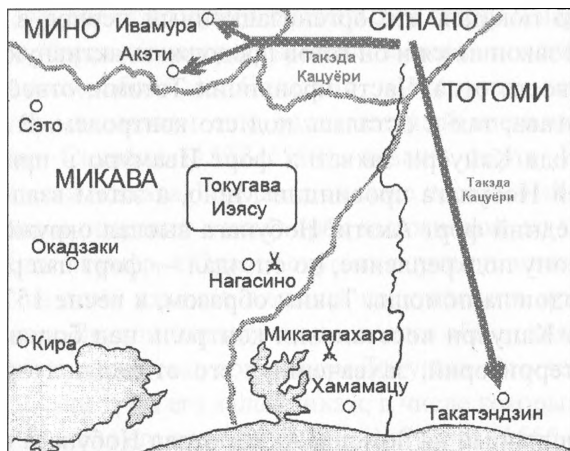 МИНО
Ивамура
СИНАНО
Акэти
Такэда
Кацуёри
Сэто
ТОТОМИ
МИКАВА
Токугава
Иэясу
Такэда
Кацуёри
Окадзаки
Нагасино
Кира
Микатагахара
Хамамацу
Такатэндзин